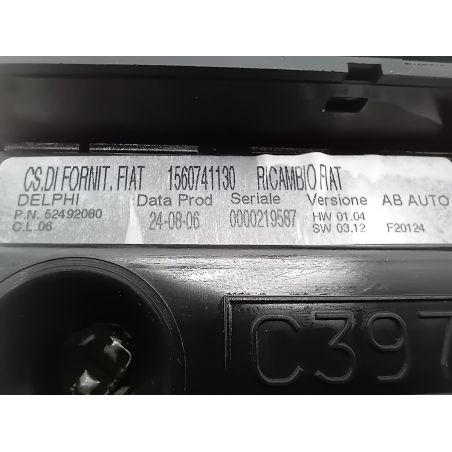 CS.DI FORNIT. FIAT 1560741130 RICAMBIO RAT
DELPHI Data Prod Seriale Versione AB AUTO
P.N. 52492080 24-08-06 0000219587 HW 01.04
C.L.06 SW 03.12 F20124
C397